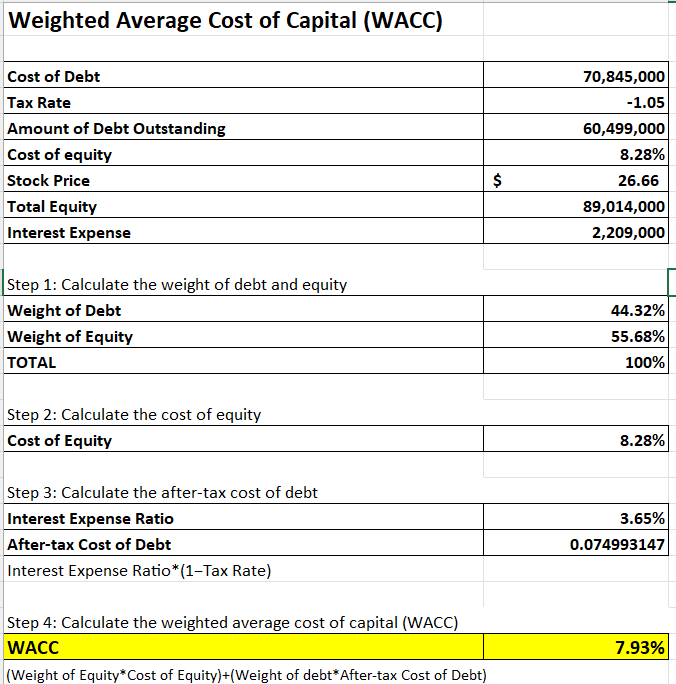 Weighted Average Cost of Capital (WACC)
Cost of Debt 70,845,000
Tax Rate -1.05
Amount of Debt Outstanding 60,499,000
Cost of equity 8.28%
Stock Price $ 26.66
Total Equity 89,014,000
Interest Expense 2,209,000
Step 1: Calculate the weight of debt and equity
Weight of Debt 44.32%
Weight of Equity 55.68%
TOTAL 100%
Step 2: Calculate the cost of equity
Cost of Equity 8.28%
Step 3: Calculate the after-tax cost of debt
Interest Expense Ratio 3.65%
After-tax Cost of Debt 0.074993147
Interest Expense Ratio*(1−Tax Rate)
Step 4: Calculate the weighted average cost of capital (WACC)
WACC 7.93%
(Weight of Equity*Cost of Equity)+(Weight of debt*After-tax Cost of Debt)